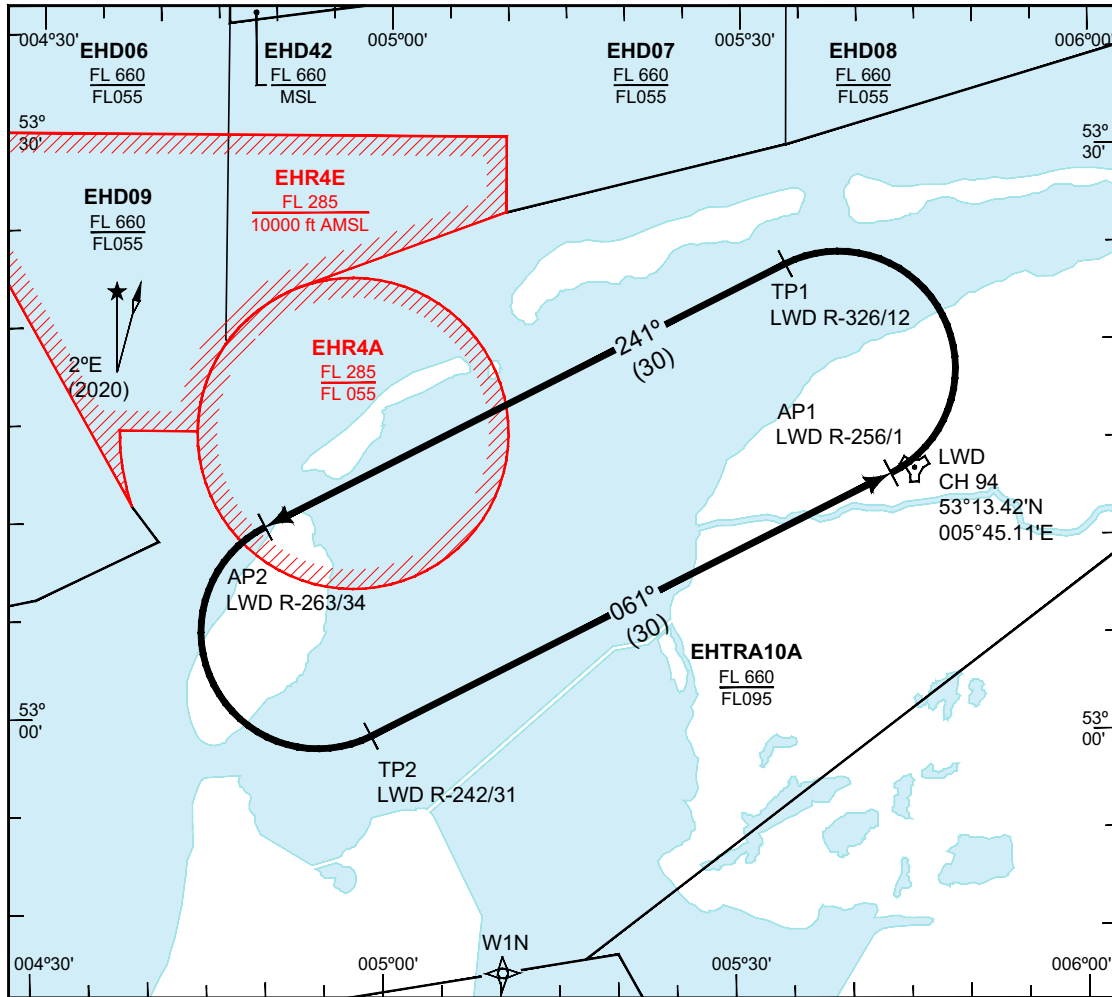 004°30'
005°00'
005°30'
006°00'
EHD06
FL 660
FL055
EHD42
FL 660
MSL
EHD07
FL 660
FL055
EHD08
FL 660
FL055
53°
30'
53°
30'
EHR4E
FL 285
10000 ft AMSL
EHD09
FL 660
FL055
2°E
(2020)
EHR4A
FL 285
FL 055
TP1
LWD R-326/12
241°
(30)
AP1
LWD R-256/1
LWD
CH 94
53°13.42'N
005°45.11'E
AP2
LWD R-263/34
061°
(30)
EHTRA10A
FL 660
FL095
53°
00'
53°
00'
TP2
LWD R-242/31
W1N
004°30'
005°00'
005°30'
006°00'